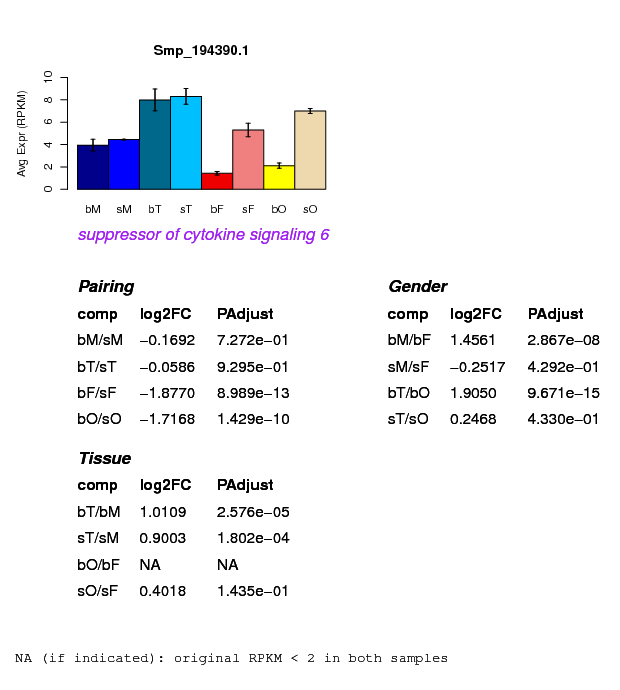 Smp_194390.1
Avg Expr (RPKM)
0 2 4 6 8 10
bM sM bT sT bF sF bO sO
suppressor of cytokine signaling 6
Pairing
comp log2FC PAdjust
bM/sM −0.1692 7.272e−01
bT/sT −0.0586 9.295e−01
bF/sF −1.8770 8.989e−13
bO/sO −1.7168 1.429e−10
Gender
comp log2FC PAdjust
bM/bF 1.4561 2.867e−08
sM/sF −0.2517 4.292e−01
bT/bO 1.9050 9.671e−15
sT/sO 0.2468 4.330e−01
Tissue
comp log2FC PAdjust
bT/bM 1.0109 2.576e−05
sT/sM 0.9003 1.802e−04
bO/bF NA NA
sO/sF 0.4018 1.435e−01
NA (if indicated): original RPKM < 2 in both samples